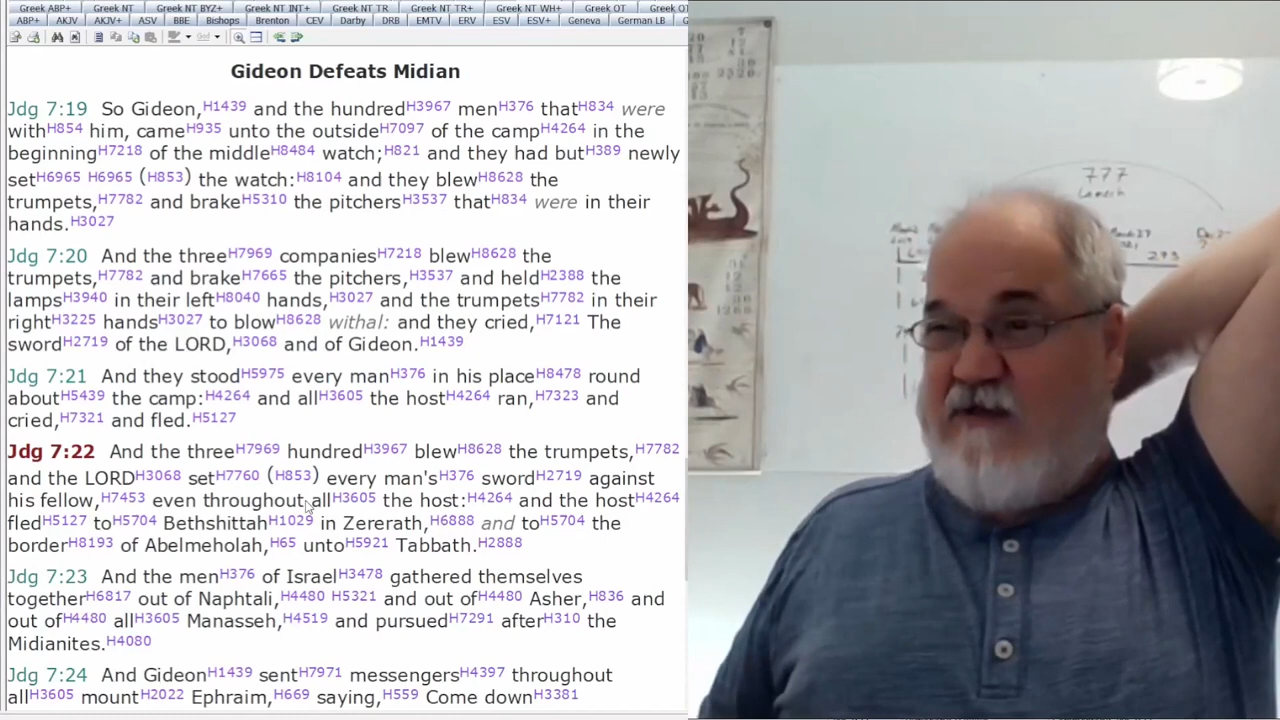 Greek ABP+ Greek NT Greek NT BYZ+ Greek NT INT+ Greek NT TR Greek NT TR+ Greek NT WH+ Greek OT Greek OT
ABP+ AKJV AKJV+ ASV BBE Bishops Brenton CEV Darby DRB EMTV ERV ESV ESV+ Geneva German LB G
Gideon Defeats Midian
Jdg 7:19 So Gideon,H1439 and the hundredH3967 menH376 thatH834 were
withH854 him, cameH935 unto the outsideH7097 of the campH4264 in the
beginningH7218 of the middleH8484 watch;H821 and they had butH389 newly
setH6965 H6965 (H853) the watch:H8104 and they blewH8628 the
trumpets,H7782 and brakeH5310 the pitchersH3537 thatH834 were in their
hands.H3027
Jdg 7:20 And the threeH7969 companiesH7218 blewH8628 the
trumpets,H7782 and brakeH7665 the pitchers,H3537 and heldH2388 the
lampsH3940 in their leftH8040 hands,H3027 and the trumpetsH7782 in their
rightH3225 handsH3027 to blowH8628 withal: and they cried,H7121 The
swordH2719 of the LORD,H3068 and of Gideon.H1439
Jdg 7:21 And they stoodH5975 every manH376 in his placeH8478 round
aboutH5439 the camp:H4264 and allH3605 the hostH4264 ran,H7323 and
cried,H7321 and fled.H5127
Jdg 7:22 And the threeH7969 hundredH3967 blewH8628 the trumpets,H7782
and the LORDH3068 setH7760 (H853) every man'sH376 swordH2719 against
his fellow,H7453 even throughout allH3605 the host:H4264 and the hostH4264
fledH5127 toH5704 BethshittahH1029 in Zererath,H6888 and toH5704 the
borderH8193 of Abelmeholah,H65 untoH5921 Tabbath.H2888
Jdg 7:23 And the menH376 of IsraelH3478 gathered themselves
togetherH6817 out of Naphtali,H4480 H5321 and out ofH4480 Asher,H836 and
out ofH4480 allH3605 Manasseh,H4519 and pursuedH7291 afterH310 the
Midianites.H4080
Jdg 7:24 And GideonH1439 sentH7971 messengersH4397 throughout
allH3605 mountH2022 Ephraim,H669 saying,H559 Come downH3381
777
Lamech
293